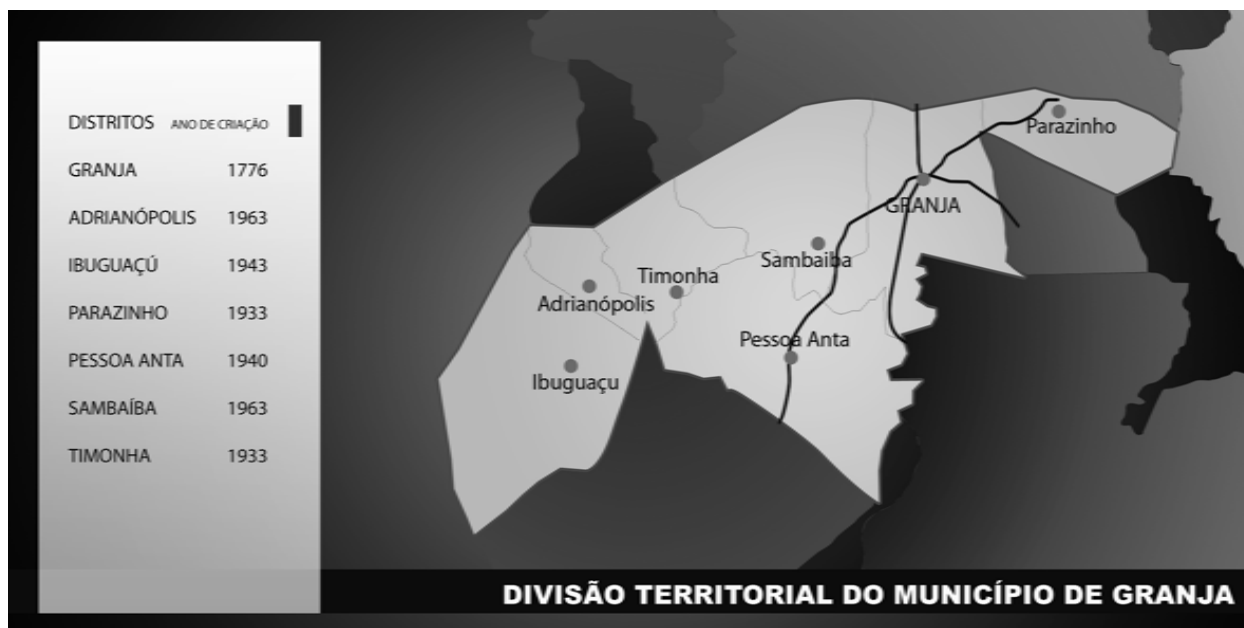 DISTRITOS ANO DE CRIAÇÃO
GRANJA 1776
ADRIANÓPOLIS 1963
IBUGUAÇÚ 1943
PARAZINHO 1933
PESSOA ANTA 1940
SAMBAÍBA 1963
TIMONHA 1933
Parazinho
GRANJA
Sambaiba
Timonha
Adrianópolis
Pessoa Anta
Ibuguaçu
DIVISÃO TERRITORIAL DO MUNICÍPIO DE GRANJA